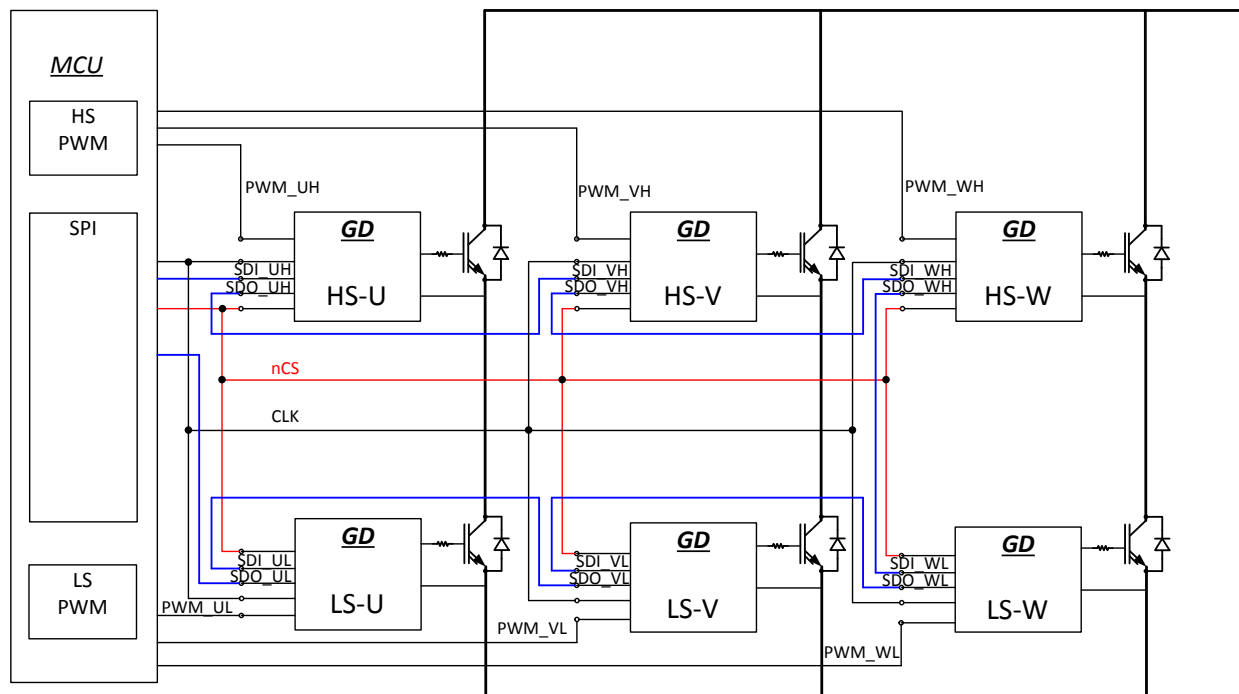 MCU
HS
PWM
PWM_UH
PWM_VH
PWM_WH
SPI
GD
GD
GD
SDI_UH
SDI_VH
SDI_WH
SDO_UH
SDO_VH
SDO_WH
HS-U
HS-V
HS-W
nCS
CLK
GD
GD
GD
SDI_UL
SDI_VL
SDI_WL
SDO_UL
SDO_VL
SDO_WL
LS
PWM
PWM_UL
LS-U
LS-V
LS-W
PWM_VL
PWM_WL